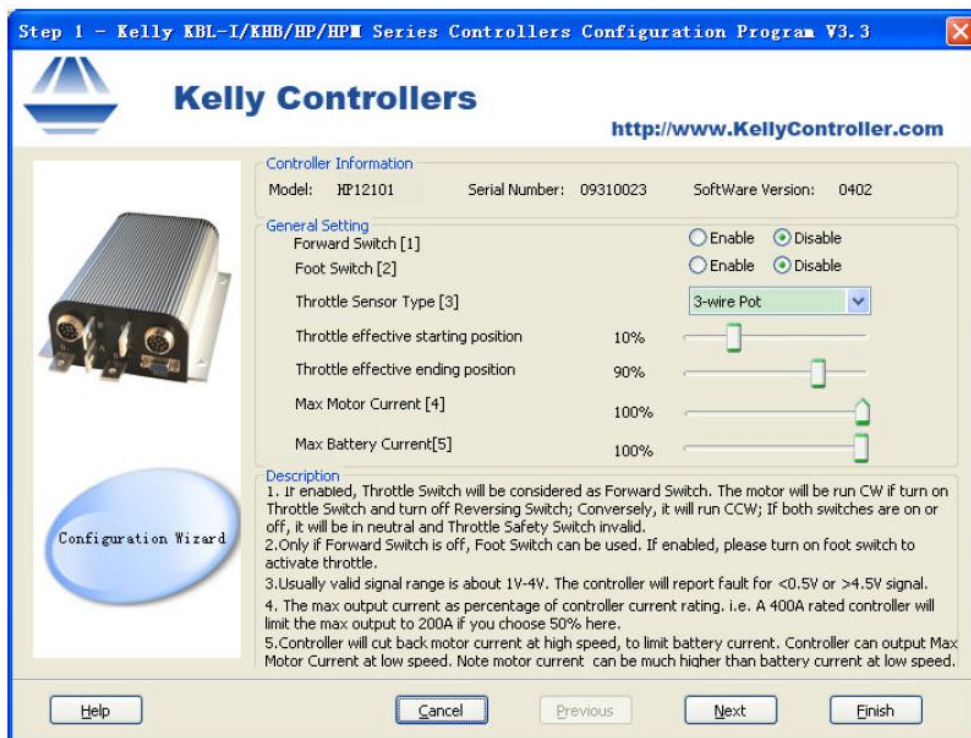 Step 1 - Kelly KBL-I/KHB/HP/HPM Series Controllers Configuration Program V3.3
Kelly Controllers
http://www.KellyController.com
Controller Information
Model: HP12101 Serial Number: 09310023 SoftWare Version: 0402
General Setting
Forward Switch [1] Enable Disable
Foot Switch [2] Enable Disable
Throttle Sensor Type [3] 3-wire Pot
Throttle effective starting position 10%
Throttle effective ending position 90%
Max Motor Current [4] 100%
Max Battery Current[5] 100%
Configuration Wizard
Description
1. If enabled, Throttle Switch will be considered as Forward Switch. The motor will be run CW if turn on
Throttle Switch and turn off Reversing Switch; Conversely, it will run CCW; If both switches are on or
off, it will be in neutral and Throttle Safety Switch invalid.
2.Only if Forward Switch is off, Foot Switch can be used. If enabled, please turn on foot switch to
activate throttle.
3.Usually valid signal range is about 1V-4V. The controller will report fault for <0.5V or >4.5V signal.
4. The max output current as percentage of controller current rating. i.e. A 400A rated controller will
limit the max output to 200A if you choose 50% here.
5.Controller will cut back motor current at high speed, to limit battery current. Controller can output Max
Motor Current at low speed. Note motor current can be much higher than battery current at low speed.
Help Cancel Previous Next Finish